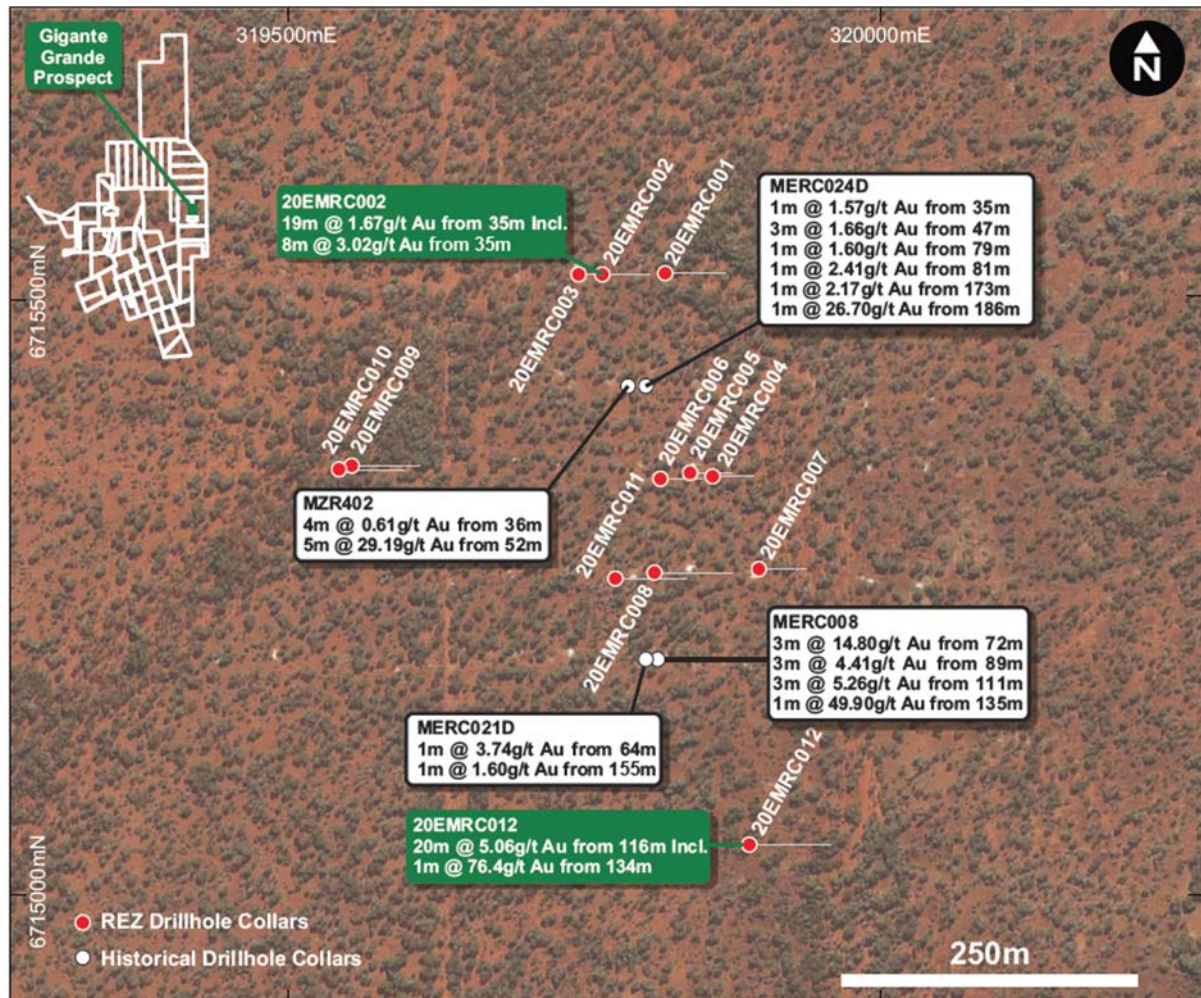 Gigante
Grande
Prospect
319500mE
320000mE
N
20EMRC002
20EMRC001
20EMRC002
19m @ 1.67g/t Au from 35m Incl.
8m @ 3.02g/t Au from 35m
MERC024D
1m @ 1.57g/t Au from 35m
3m @ 1.66g/t Au from 47m
1m @ 1.60g/t Au from 79m
1m @ 2.41g/t Au from 81m
1m @ 2.17g/t Au from 173m
1m @ 26.70g/t Au from 186m
6715500mN
20EMRC003
20EMRC010
20EMRC009
20EMRC006
20EMRC005
20EMRC004
MZR402
4m @ 0.61g/t Au from 36m
5m @ 29.19g/t Au from 52m
20EMRC011
20EMRC007
20EMRC008
MERC008
3m @ 14.80g/t Au from 72m
3m @ 4.41g/t Au from 89m
3m @ 5.26g/t Au from 111m
1m @ 49.90g/t Au from 135m
MERC021D
1m @ 3.74g/t Au from 64m
1m @ 1.60g/t Au from 155m
20EMRC012
20EMRC012
20m @ 5.06g/t Au from 116m Incl.
1m @ 76.4g/t Au from 134m
6715000mN
REZ Drillhole Collars
Historical Drillhole Collars
250m